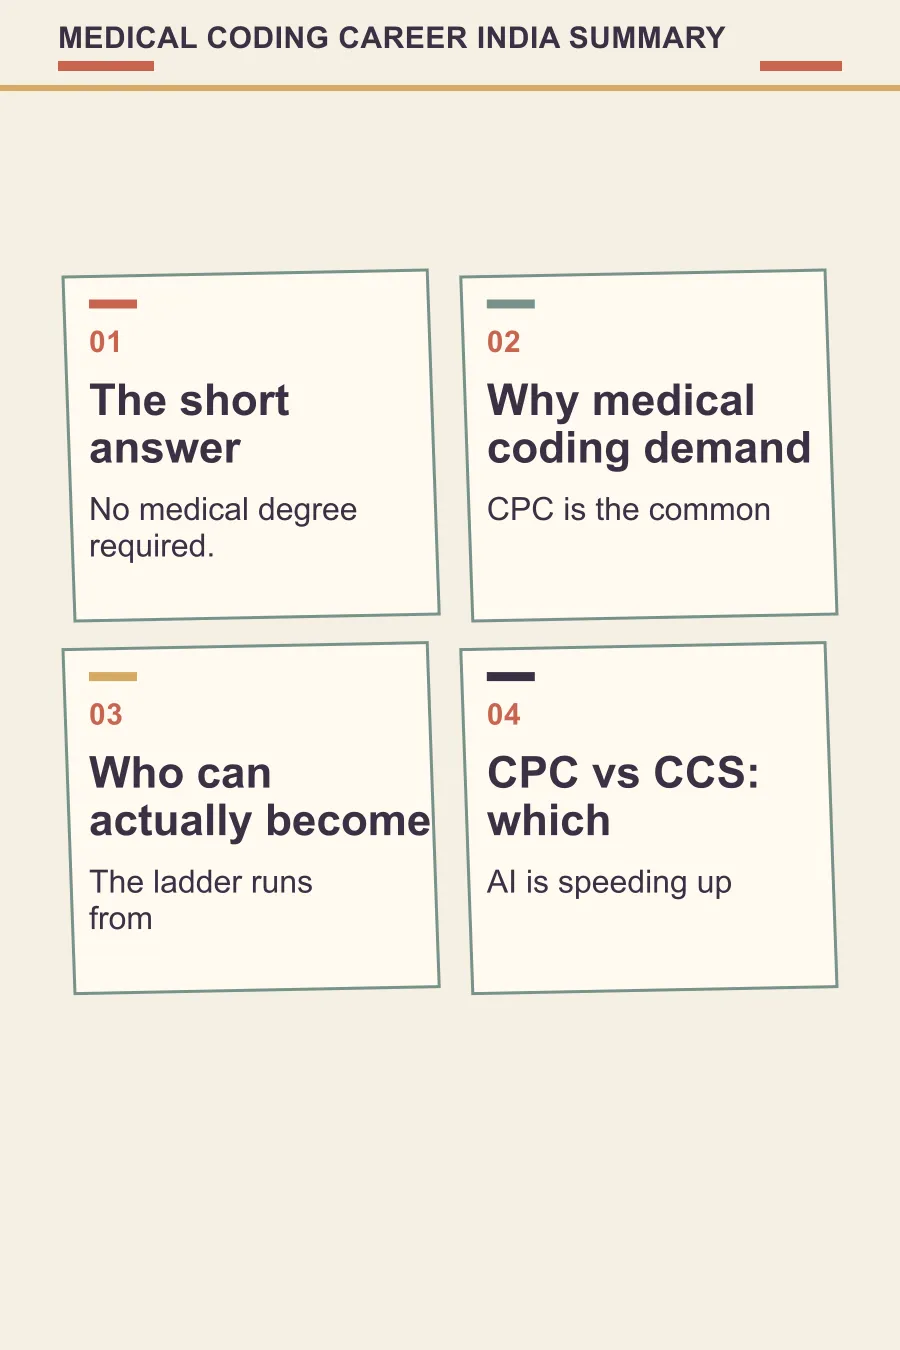 MEDICAL CODING CAREER INDIA SUMMARY
01
The short
answer
No medical degree
required.
02
Why medical
coding demand
CPC is the common
03
Who can
actually become
The ladder runs
from
04
CPC vs CCS:
which
AI is speeding up